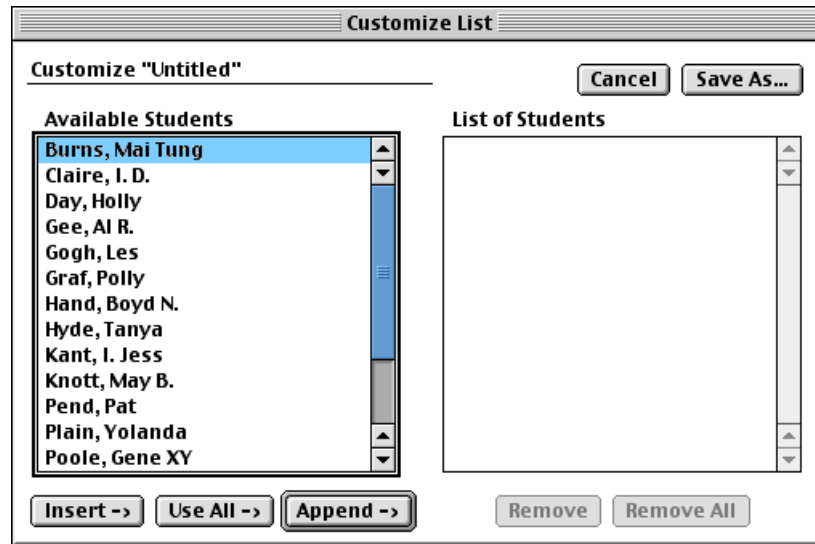 Customize List
Customize "Untitled"
Cancel
Save As...
Available Students
List of Students
Burns, Mai Tung
Claire, I. D.
Day, Holly
Gee, Al R.
Gogh, Les
Graf, Polly
Hand, Boyd N.
Hyde, Tanya
Kant, I. Jess
Knott, May B.
Pend, Pat
Plain, Yolanda
Poole, Gene XY
Insert ->
Use All ->
Append ->
Remove
Remove All